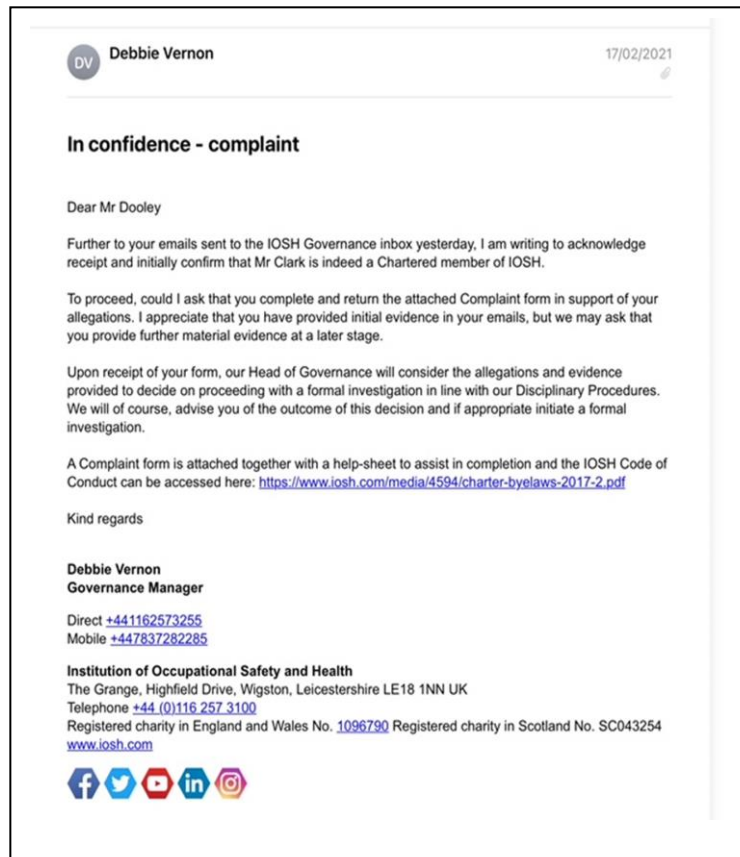 DV
Debbie Vernon
17/02/2021
In confidence - complaint
Dear Mr Dooley
Further to your emails sent to the IOSH Governance inbox yesterday, I am writing to acknowledge
receipt and initially confirm that Mr Clark is indeed a Chartered member of IOSH.
To proceed, could I ask that you complete and return the attached Complaint form in support of your
allegations. I appreciate that you have provided initial evidence in your emails, but we may ask that
you provide further material evidence at a later stage.
Upon receipt of your form, our Head of Governance will consider the allegations and evidence
provided to decide on proceeding with a formal investigation in line with our Disciplinary Procedures.
We will of course, advise you of the outcome of this decision and if appropriate initiate a formal
investigation.
A Complaint form is attached together with a help-sheet to assist in completion and the IOSH Code of
Conduct can be accessed here: https://www.iosh.com/media/4594/charter-byelaws-2017-2.pdf
Kind regards
Debbie Vernon
Governance Manager
Direct +441162573255
Mobile +447837282285
Institution of Occupational Safety and Health
The Grange, Highfield Drive, Wigston, Leicestershire LE18 1NN UK
Telephone +44 (0)116 257 3100
Registered charity in England and Wales No. 1096790 Registered charity in Scotland No. SC043254
www.iosh.com